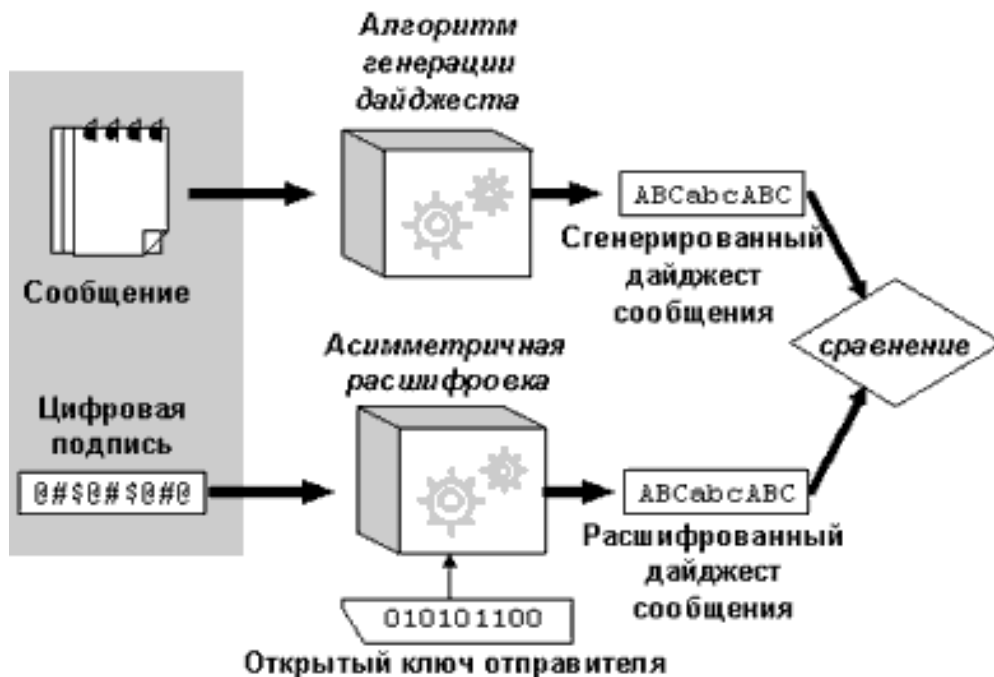 Алгоритм
генерации
дайджеста
Сообщение
ABCabcABC
Сгенерированный
дайджест
сообщения
сравнение
Асимметричная
расшифровка
Цифровая
подпись
@#$@#$@#@
ABCabcABC
Расшифрованный
дайджест
сообщения
010101100
Открытый ключ отправителя